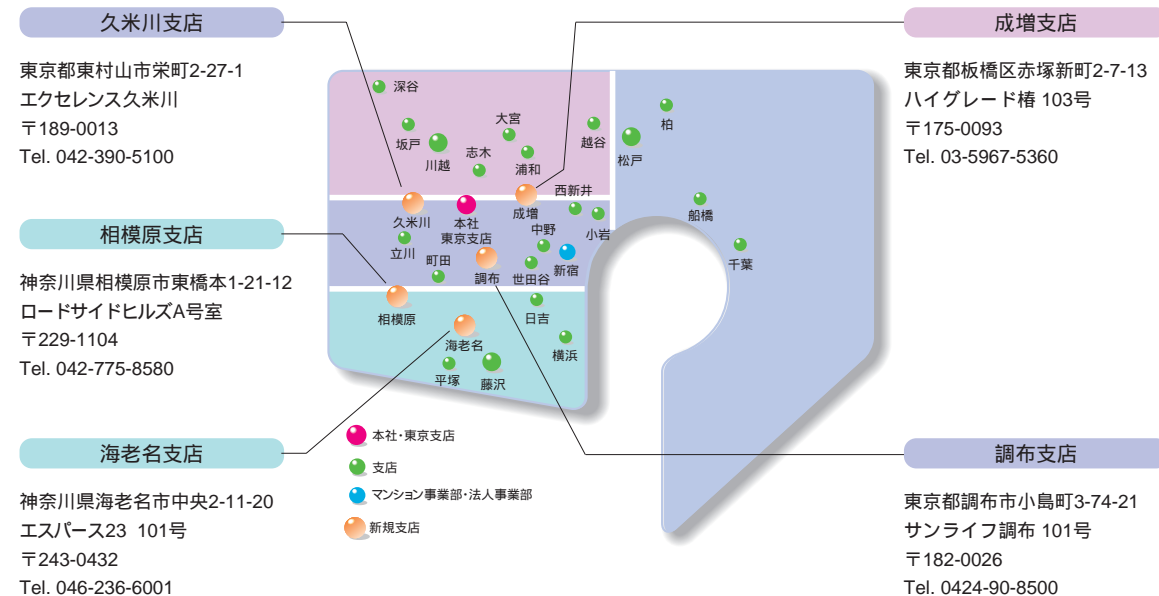 久米川支店
東京都東村山市栄町2-27-1
エクセレンス久米川
〒189-0013
Tel. 042-390-5100
相模原支店
神奈川県相模原市東橋本1-21-12
ロードサイドヒルズA号室
〒229-1104
Tel. 042-775-8580
海老名支店
神奈川県海老名市中央2-11-20
エスパース23 101号
〒243-0432
Tel. 046-236-6001
深谷
坂戸
川越
志木
大宮
浦和
越谷
松戸
柏
船橋
千葉
久米川
本社
東京支店
成増
西新井
小岩
立川
町田
調布
中野
世田谷
新宿
相模原
海老名
平塚
藤沢
日吉
横浜
本社・東京支店
支店
マンション事業部・法人事業部
新規支店
成増支店
東京都板橋区赤塚新町2-7-13
ハイグレード椿 103号
〒175-0093
Tel. 03-5967-5360
調布支店
東京都調布市小島町3-74-21
サンライフ調布 101号
〒182-0026
Tel. 0424-90-8500